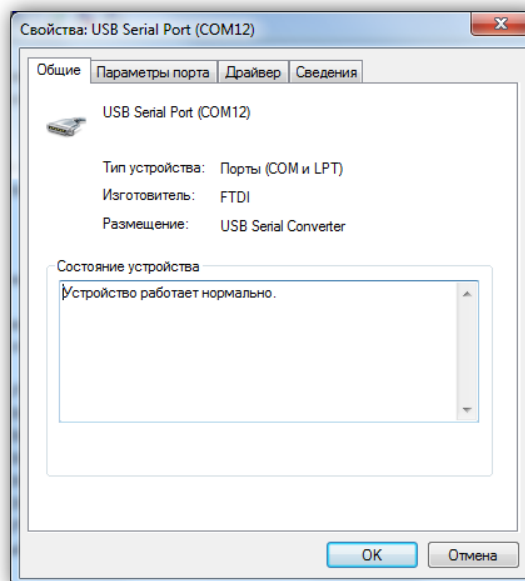 Свойства: USB Serial Port (COM12)
Общие Параметры порта Драйвер Сведения
USB Serial Port (COM12)
Тип устройства: Порты (COM и LPT)
Изготовитель: FTDI
Размещение: USB Serial Converter
Состояние устройства
Устройство работает нормально.
OK Отмена